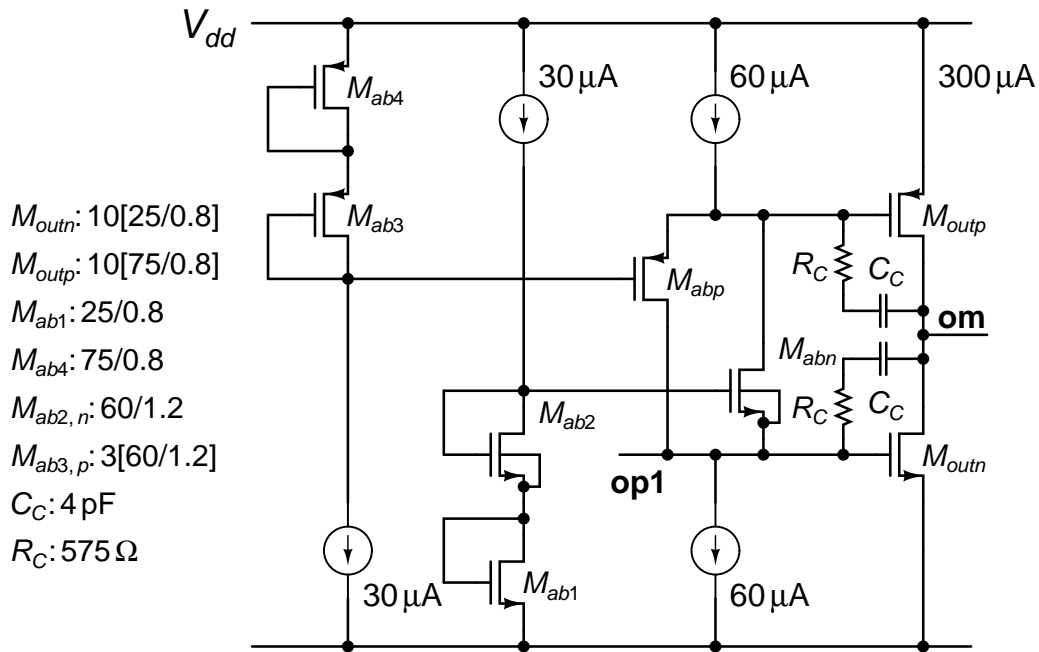 V_dd
30 µA
60 µA
300 µA
M_ab4
M_ab3
M_outn: 10[25/0.8]
M_outp: 10[75/0.8]
M_ab1: 25/0.8
M_ab4: 75/0.8
M_ab2, n: 60/1.2
M_ab3, p: 3[60/1.2]
C_C: 4 pF
R_C: 575 Ω
M_abp
M_outp
R_C
C_C
om
M_abn
M_ab2
R_C
C_C
op1
M_outn
30 µA
M_ab1
60 µA